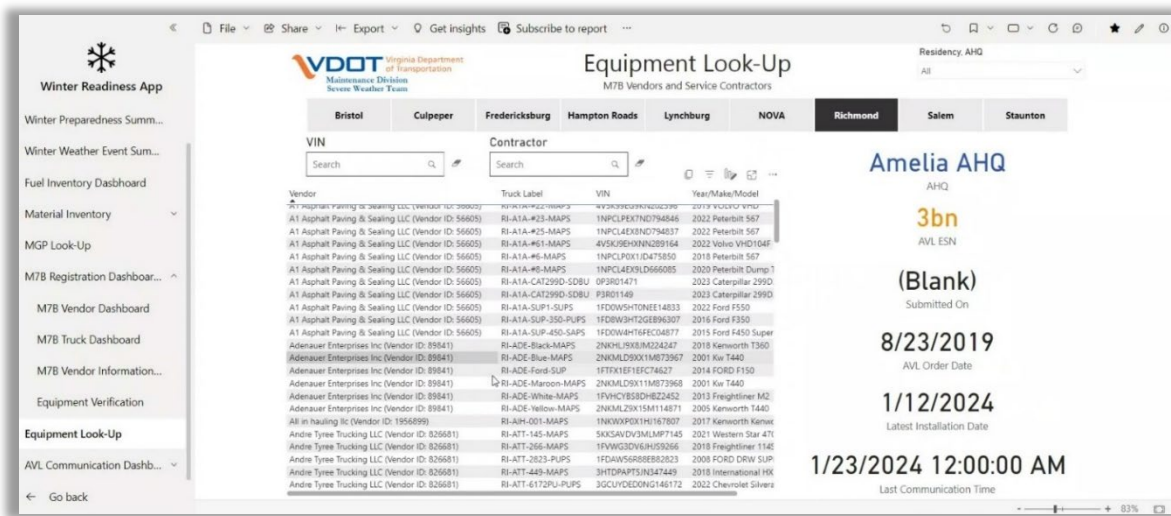 File Share Export Get insights Subscribe to report ...
Winter Readiness App
Winter Preparedness Summ...
Winter Weather Event Sum...
Fuel Inventory Dasbhoard
Material Inventory
MGP Look-Up
M7B Registration Dashboar...
M7B Vendor Dashboard
M7B Truck Dashboard
M7B Vendor Information...
Equipment Verification
Equipment Look-Up
AVL Communication Dashb...
Go back
VDOT Virginia Department of Transportation
Maintenance Division
Severe Weather Team
Equipment Look-Up
M7B Vendors and Service Contractors
Residency, AHQ
All
Bristol Culpeper Fredericksburg Hampton Roads Lynchburg NOVA Richmond Salem Staunton
VIN Contractor
Search Search
Vendor Truck Label VIN Year/Make/Model
A1 Asphalt Paving & Sealing LLC (Vendor ID: 56605) RI-A1A-#22-MAPS 2019 VOLVO VHD
A1 Asphalt Paving & Sealing LLC (Vendor ID: 56605) RI-A1A-#23-MAPS 1NPCLPEX7ND794846 2022 Peterbilt 567
A1 Asphalt Paving & Sealing LLC (Vendor ID: 56605) RI-A1A-#25-MAPS 1NPCL4EX8ND794837 2022 Peterbilt 567
A1 Asphalt Paving & Sealing LLC (Vendor ID: 56605) RI-A1A-#61-MAPS 4V5KJ9EHXNN289164 2022 Volvo VHD104F
A1 Asphalt Paving & Sealing LLC (Vendor ID: 56605) RI-A1A-#6-MAPS 1NPCLP0X1JD475850 2018 Peterbilt 567
A1 Asphalt Paving & Sealing LLC (Vendor ID: 56605) RI-A1A-#8-MAPS 1NPCL4EX9LD666085 2020 Peterbilt Dump T
A1 Asphalt Paving & Sealing LLC (Vendor ID: 56605) RI-A1A-CAT299D-SDBU 0P3R01471 2023 Caterpillar 299D
A1 Asphalt Paving & Sealing LLC (Vendor ID: 56605) RI-A1A-CAT299D-SDBU P3R01149 2023 Caterpillar 299D
A1 Asphalt Paving & Sealing LLC (Vendor ID: 56605) RI-A1A-SUP1-SUPS 1FD0W5HT0NEE14833 2022 Ford F550
A1 Asphalt Paving & Sealing LLC (Vendor ID: 56605) RI-A1A-SUP-350-PUPS 1FD8W3HT2GEB96307 2016 Ford F350
A1 Asphalt Paving & Sealing LLC (Vendor ID: 56605) RI-A1A-SUP-450-SAPS 1FD0W4HT6FEC04877 2015 Ford F450 Super
Adenauer Enterprises Inc (Vendor ID: 89841) RI-ADE-Black-MAPS 2NKHLJ9X8JM224247 2018 Kenworth T360
Adenauer Enterprises Inc (Vendor ID: 89841) RI-ADE-Blue-MAPS 2NKMLD9XX1M873967 2001 Kw T440
Adenauer Enterprises Inc (Vendor ID: 89841) RI-ADE-Ford-SUP 1FTFX1EF1EFC74627 2014 FORD F150
Adenauer Enterprises Inc (Vendor ID: 89841) RI-ADE-Maroon-MAPS 2NKMLD9X11M873968 2001 Kw T440
Adenauer Enterprises Inc (Vendor ID: 89841) RI-ADE-White-MAPS 1FVHCYBS8DHBZ2452 2013 Freightliner M2
Adenauer Enterprises Inc (Vendor ID: 89841) RI-ADE-Yellow-MAPS 2NKMLZ9X15M114871 2005 Kenworth T440
All in hauling llc (Vendor ID: 1956899) RI-AIH-001-MAPS 1NKWXP0X1HJ167807 2017 Kenworth Kenwo
Andre Tyree Trucking LLC (Vendor ID: 826681) RI-ATT-145-MAPS 5KKSAVDV3MLMP7145 2021 Western Star 470
Andre Tyree Trucking LLC (Vendor ID: 826681) RI-ATT-266-MAPS 1FVWG3DV6JHJS9266 2018 Freightliner 114S
Andre Tyree Trucking LLC (Vendor ID: 826681) RI-ATT-2823-PUPS 1FDAW56R88EB82823 2008 FORD DRW SUP
Andre Tyree Trucking LLC (Vendor ID: 826681) RI-ATT-449-MAPS 3HTDPAPT5JN347449 2018 International HX
Andre Tyree Trucking LLC (Vendor ID: 826681) RI-ATT-6172PU-PUPS 3GCUYDED0NG146172 2022 Chevrolet Silvera
Amelia AHQ
AHQ
3bn
AVL ESN
(Blank)
Submitted On
8/23/2019
AVL Order Date
1/12/2024
Latest Installation Date
1/23/2024 12:00:00 AM
Last Communication Time
- + 83%